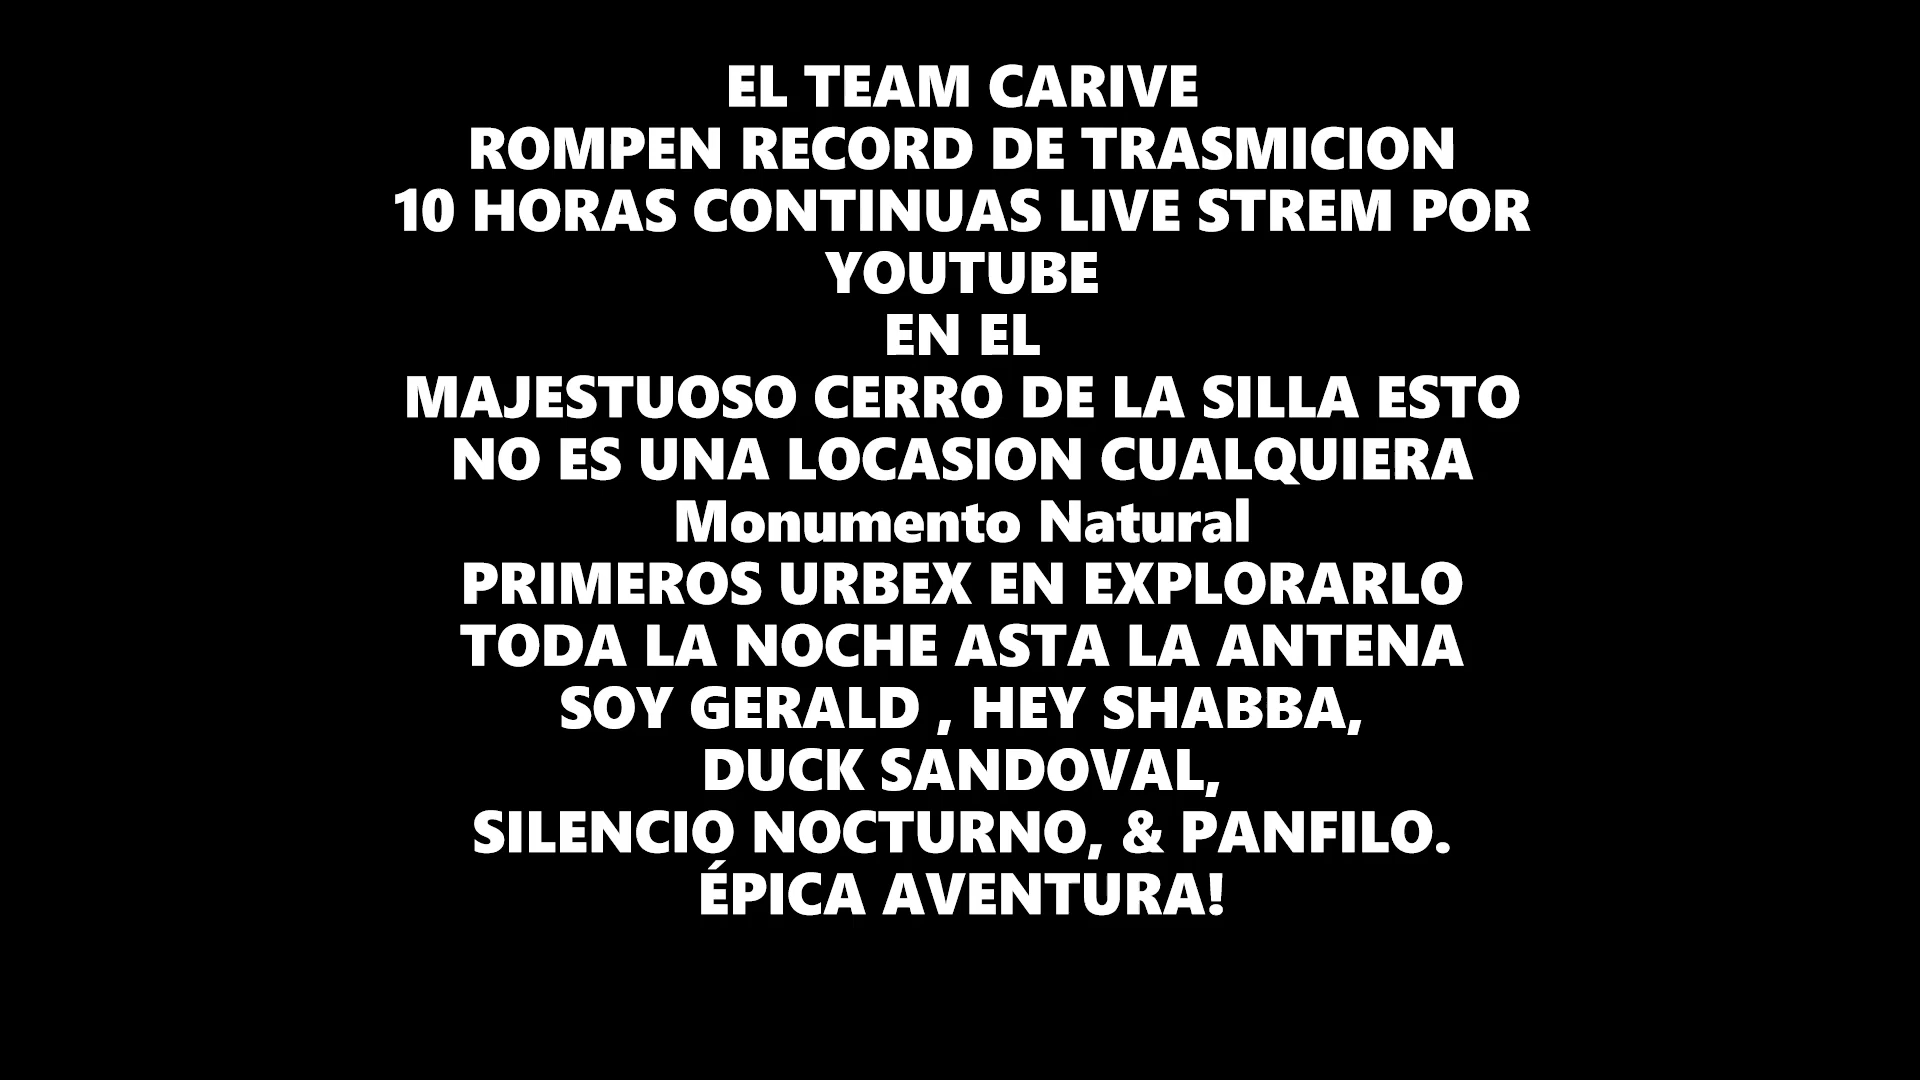 EL TEAM CARIVE
ROMPEN RECORD DE TRASMICION
10 HORAS CONTINUAS LIVE STREM POR
YOUTUBE
EN EL
MAJESTUOSO CERRO DE LA SILLA ESTO
NO ES UNA LOCASION CUALQUIERA
Monumento Natural
PRIMEROS URBEX EN EXPLORARLO
TODA LA NOCHE ASTA LA ANTENA
SOY GERALD , HEY SHABBA,
DUCK SANDOVAL,
SILENCIO NOCTURNO, & PANFILO.
ÉPICA AVENTURA!